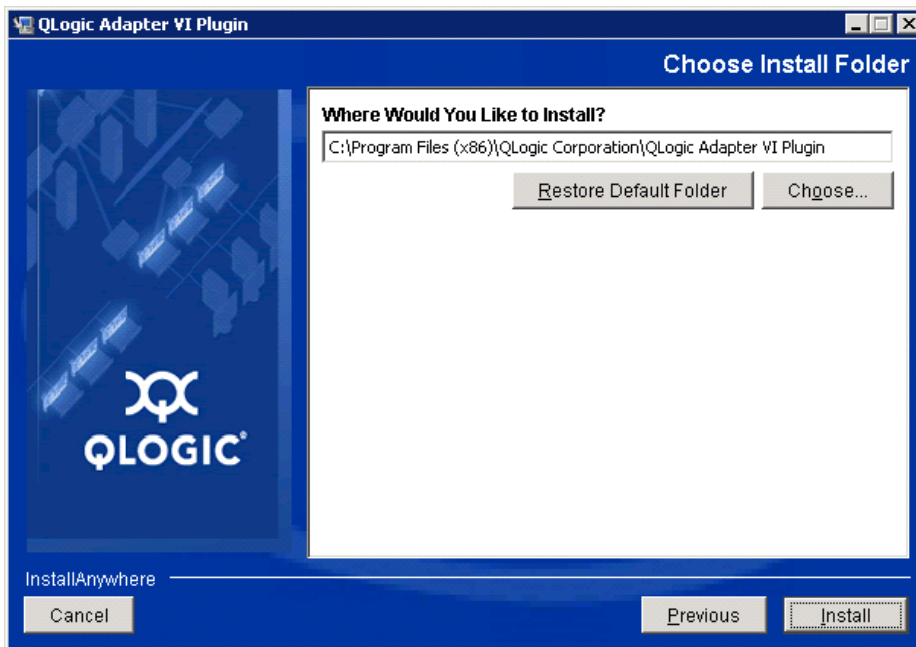 QLogic Adapter VI Plugin
Choose Install Folder
Where Would You Like to Install?
C:\Program Files (x86)\QLogic Corporation\QLogic Adapter VI Plugin
Restore Default Folder
Choose...
QLOGIC®
InstallAnywhere
Cancel
Previous
Install